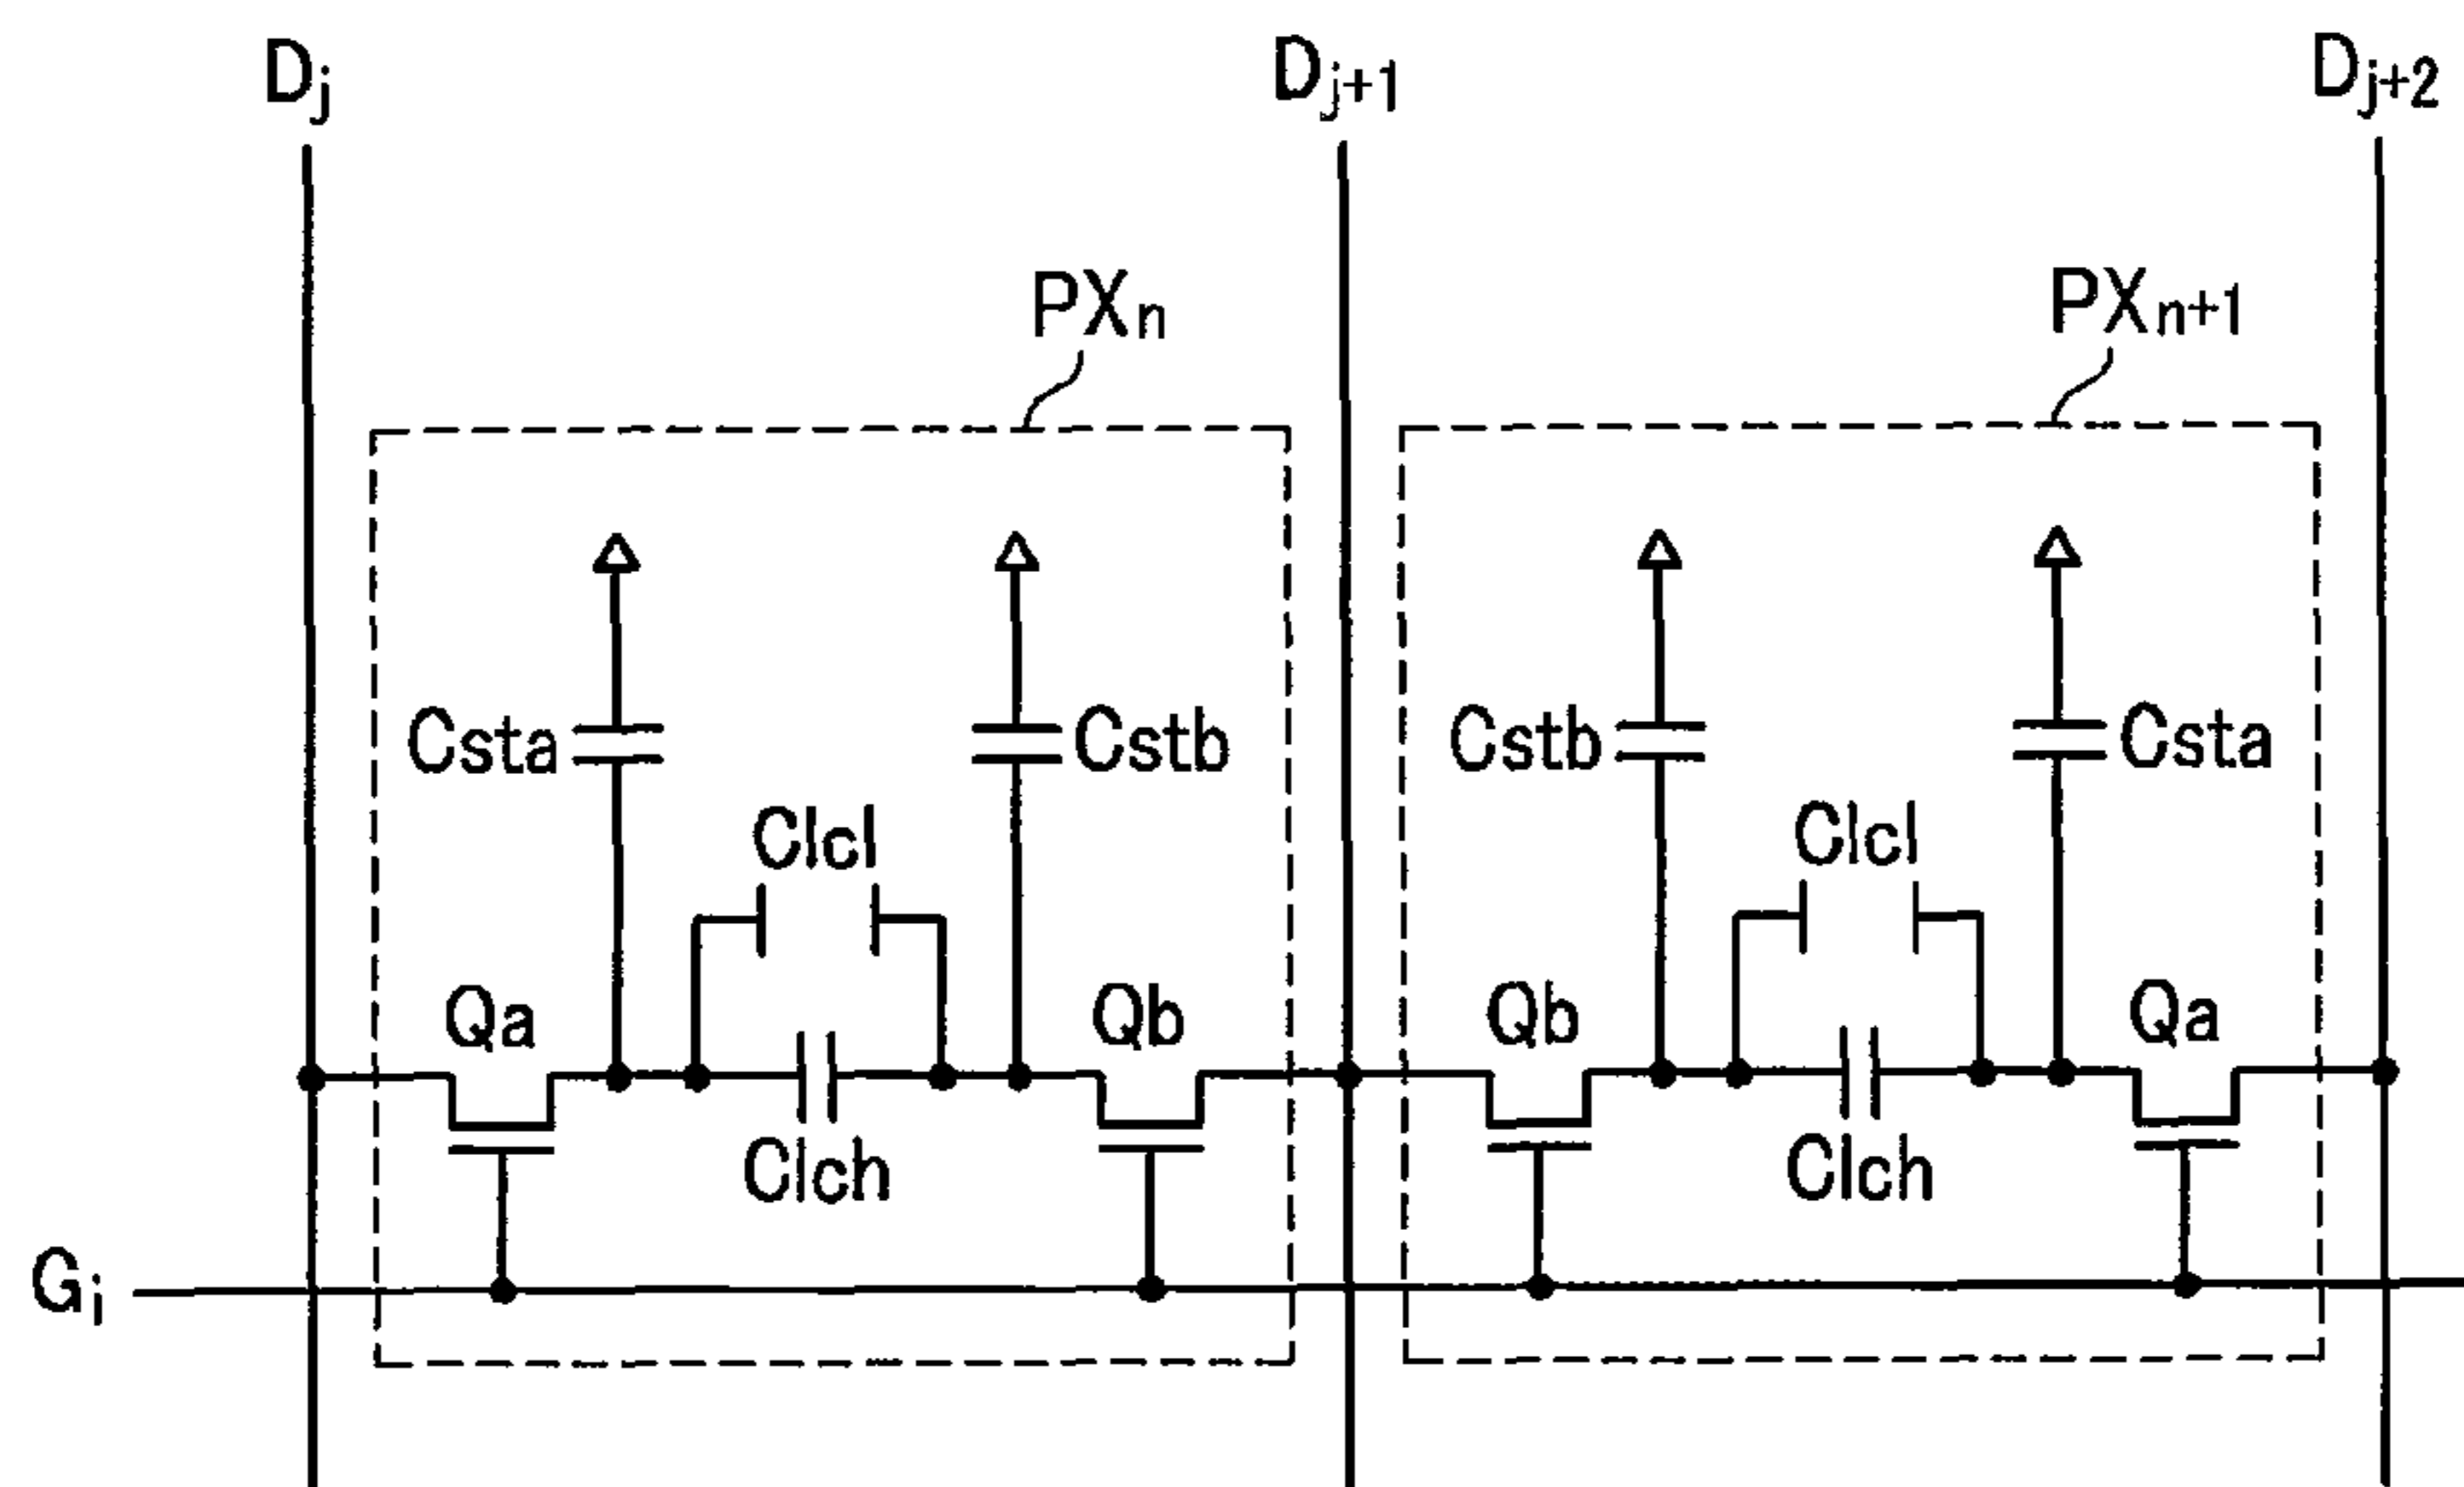 Dj
Dj+1
Dj+2
PXn
PXn+1
Csta
Cstb
Cstb
Csta
Clcl
Clcl
Qa
Qb
Qb
Qa
Clch
Clch
Gi